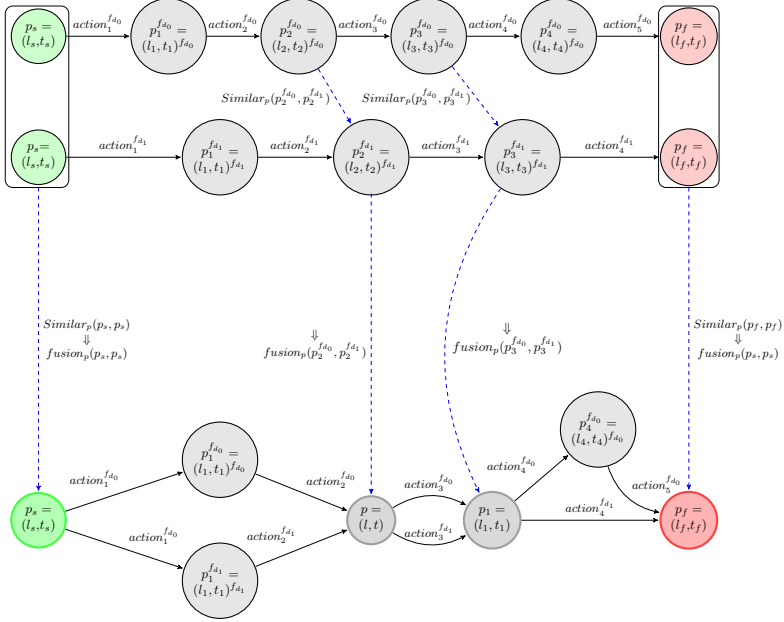 p_s = (l_s,t_s)
action_1^{f_{d_0}}
p_1^{f_{d_0}} = (l_1, t_1)^{f_{d_0}}
action_2^{f_{d_0}}
p_2^{f_{d_0}} = (l_2, t_2)^{f_{d_0}}
action_3^{f_{d_0}}
p_3^{f_{d_0}} = (l_3, t_3)^{f_{d_0}}
action_4^{f_{d_0}}
p_4^{f_{d_0}} = (l_4, t_4)^{f_{d_0}}
action_5^{f_{d_0}}
p_f = (l_f,t_f)
Similar_p(p_2^{f_{d_0}}, p_2^{f_{d_1}})
Similar_p(p_3^{f_{d_0}}, p_3^{f_{d_1}})
p_s= (l_s,t_s)
action_1^{f_{d_1}}
p_1^{f_{d_1}} = (l_1, t_1)^{f_{d_1}}
action_2^{f_{d_1}}
p_2^{f_{d_1}} = (l_2, t_2)^{f_{d_1}}
action_3^{f_{d_1}}
p_3^{f_{d_1}} = (l_3, t_3)^{f_{d_1}}
action_4^{f_{d_1}}
p_f = (l_f,t_f)
Similar_p(p_s, p_s)
⇓
fusion_p(p_s, p_s)
⇓
fusion_p(p_2^{f_{d_0}}, p_2^{f_{d_1}})
⇓
fusion_p(p_3^{f_{d_0}}, p_3^{f_{d_1}})
Similar_p(p_f, p_f)
⇓
fusion_p(p_s, p_s)
p_s = (l_s,t_s)
action_1^{f_{d_0}}
p_1^{f_{d_0}} = (l_1, t_1)^{f_{d_0}}
action_2^{f_{d_0}}
action_1^{f_{d_0}}
p_1^{f_{d_1}} = (l_1, t_1)^{f_{d_1}}
action_2^{f_{d_1}}
p = (l, t)
action_3^{f_{d_0}}
action_3^{f_{d_1}}
p_1 = (l_1, t_1)
action_4^{f_{d_0}}
p_4^{f_{d_0}} = (l_4, t_4)^{f_{d_0}}
action_5^{f_{d_0}}
action_4^{f_{d_1}}
p_f = (l_f,t_f)